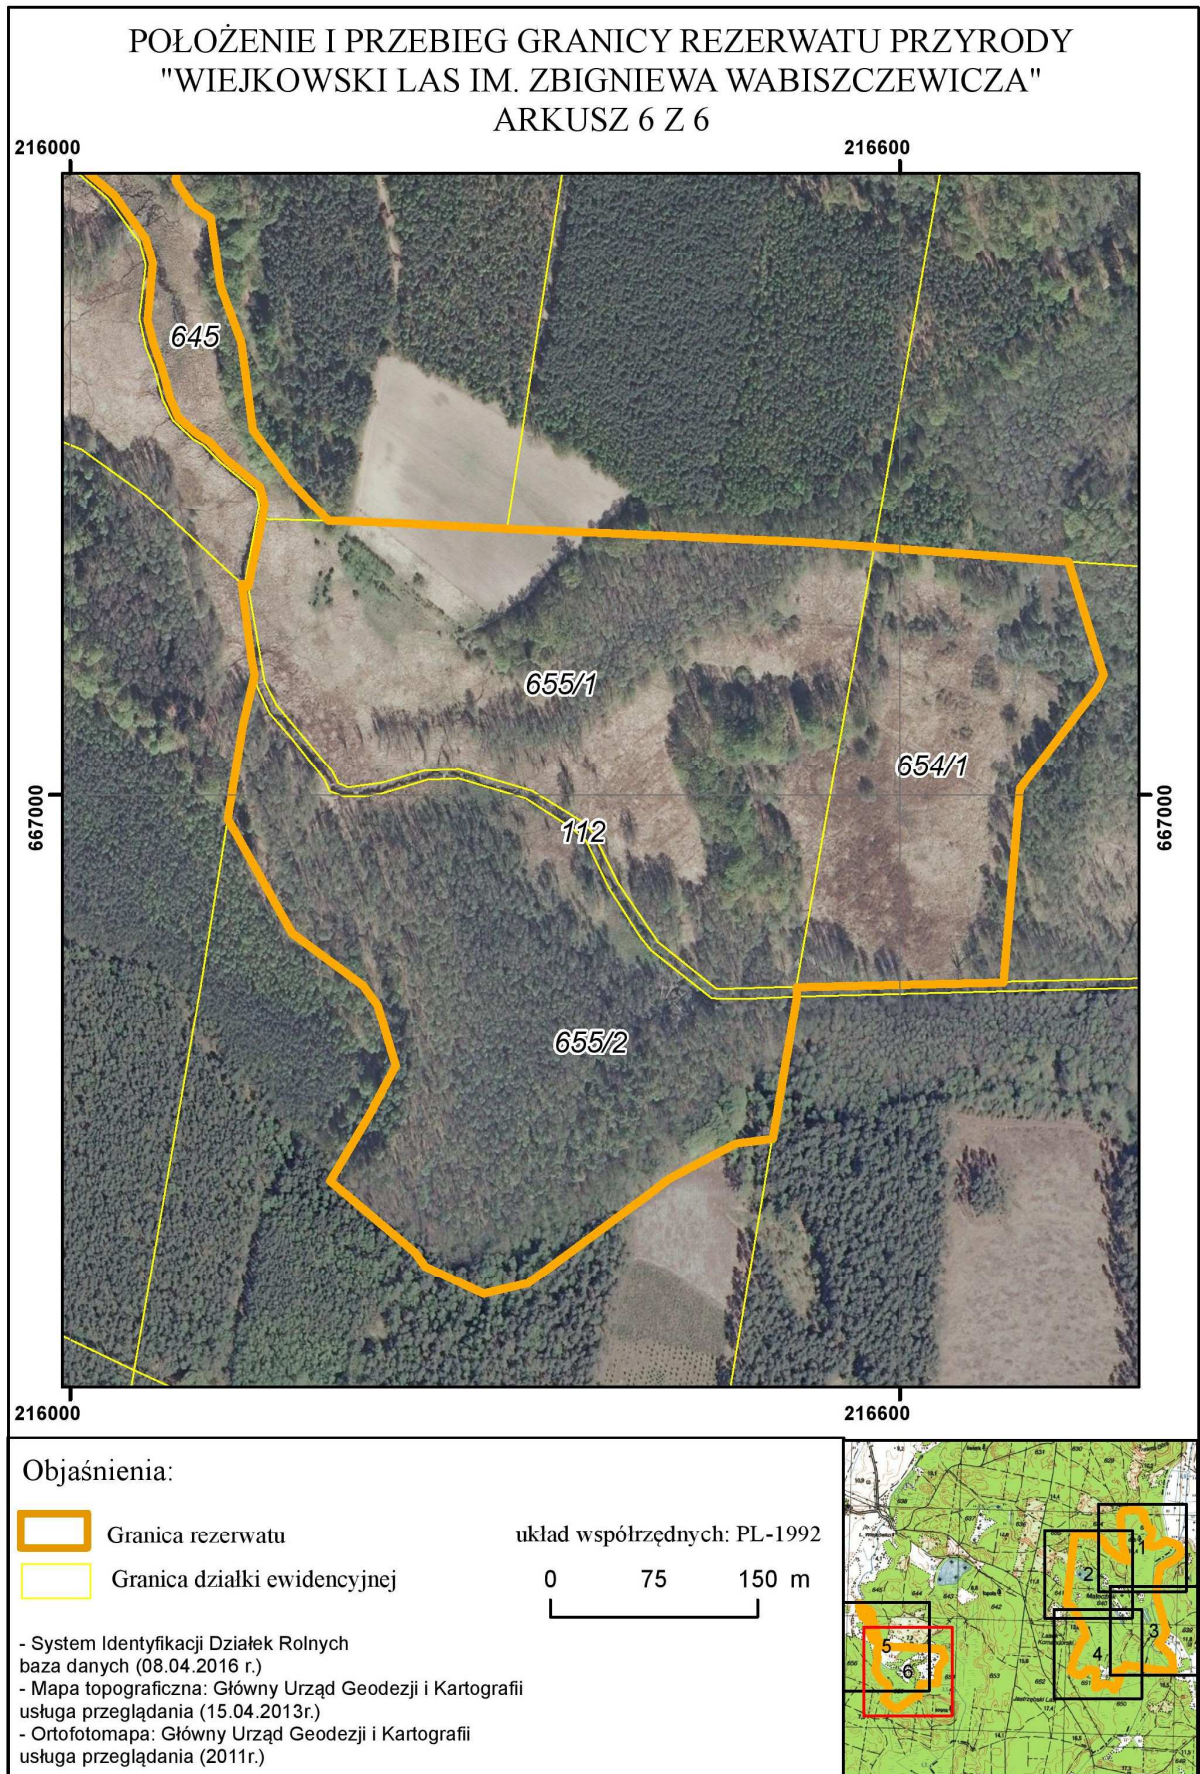 POŁOŻENIE I PRZEBIEG GRANICY REZERWATU PRZYRODY
"WIEJKOWSKI LAS IM. ZBIGNIEWA WABISZCZEWICZA"
ARKUSZ 6 Z 6
216000
216600
645
655/1
654/1
667000
667000
112
655/2
216000
216600
Objaśnienia:
Granica rezerwatu
układ współrzędnych: PL-1992
Granica działki ewidencyjnej
0 75 150 m
- System Identyfikacji Działek Rolnych
baza danych (08.04.2016 r.)
- Mapa topograficzna: Główny Urząd Geodezji i Kartografii
usługa przeglądania (15.04.2013r.)
- Ortofotomapa: Główny Urząd Geodezji i Kartografii
usługa przeglądania (2011r.)
1
2
3
4
5
6